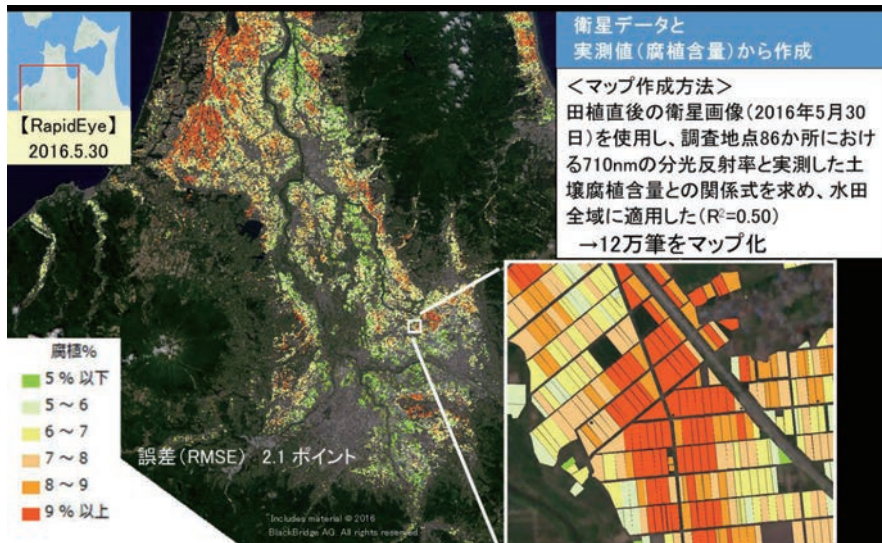 【RapidEye】
2016.5.30
衛星データと
実測値(腐植含量)から作成
<マップ作成方法>
田植直後の衛星画像(2016年5月30
日)を使用し、調査地点86か所におけ
る710nmの分光反射率と実測した土
壌腐植含量との関係式を求め、水田
全域に適用した(R²=0.50)
→12万筆をマップ化
腐植%
5%以下
5～6
6～7
7～8
8～9
9%以上
誤差(RMSE) 2.1 ポイント
Includes material © 2016
BlackBridge AG. All rights reserved